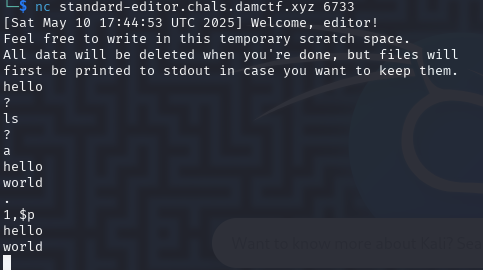 └─$ nc standard-editor.chals.damctf.xyz 6733
[Sat May 10 17:44:53 UTC 2025] Welcome, editor!
Feel free to write in this temporary scratch space.
All data will be deleted when you're done, but files will
first be printed to stdout in case you want to keep them.
hello
?
ls
?
a
hello
world
.
1,$p
hello
world